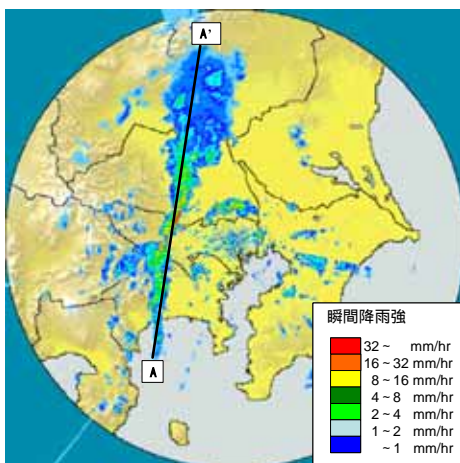 A'
A
瞬間降雨強
32～ mm/hr
16～32 mm/hr
8～16 mm/hr
4～8 mm/hr
2～4 mm/hr
1～2 mm/hr
～1 mm/hr